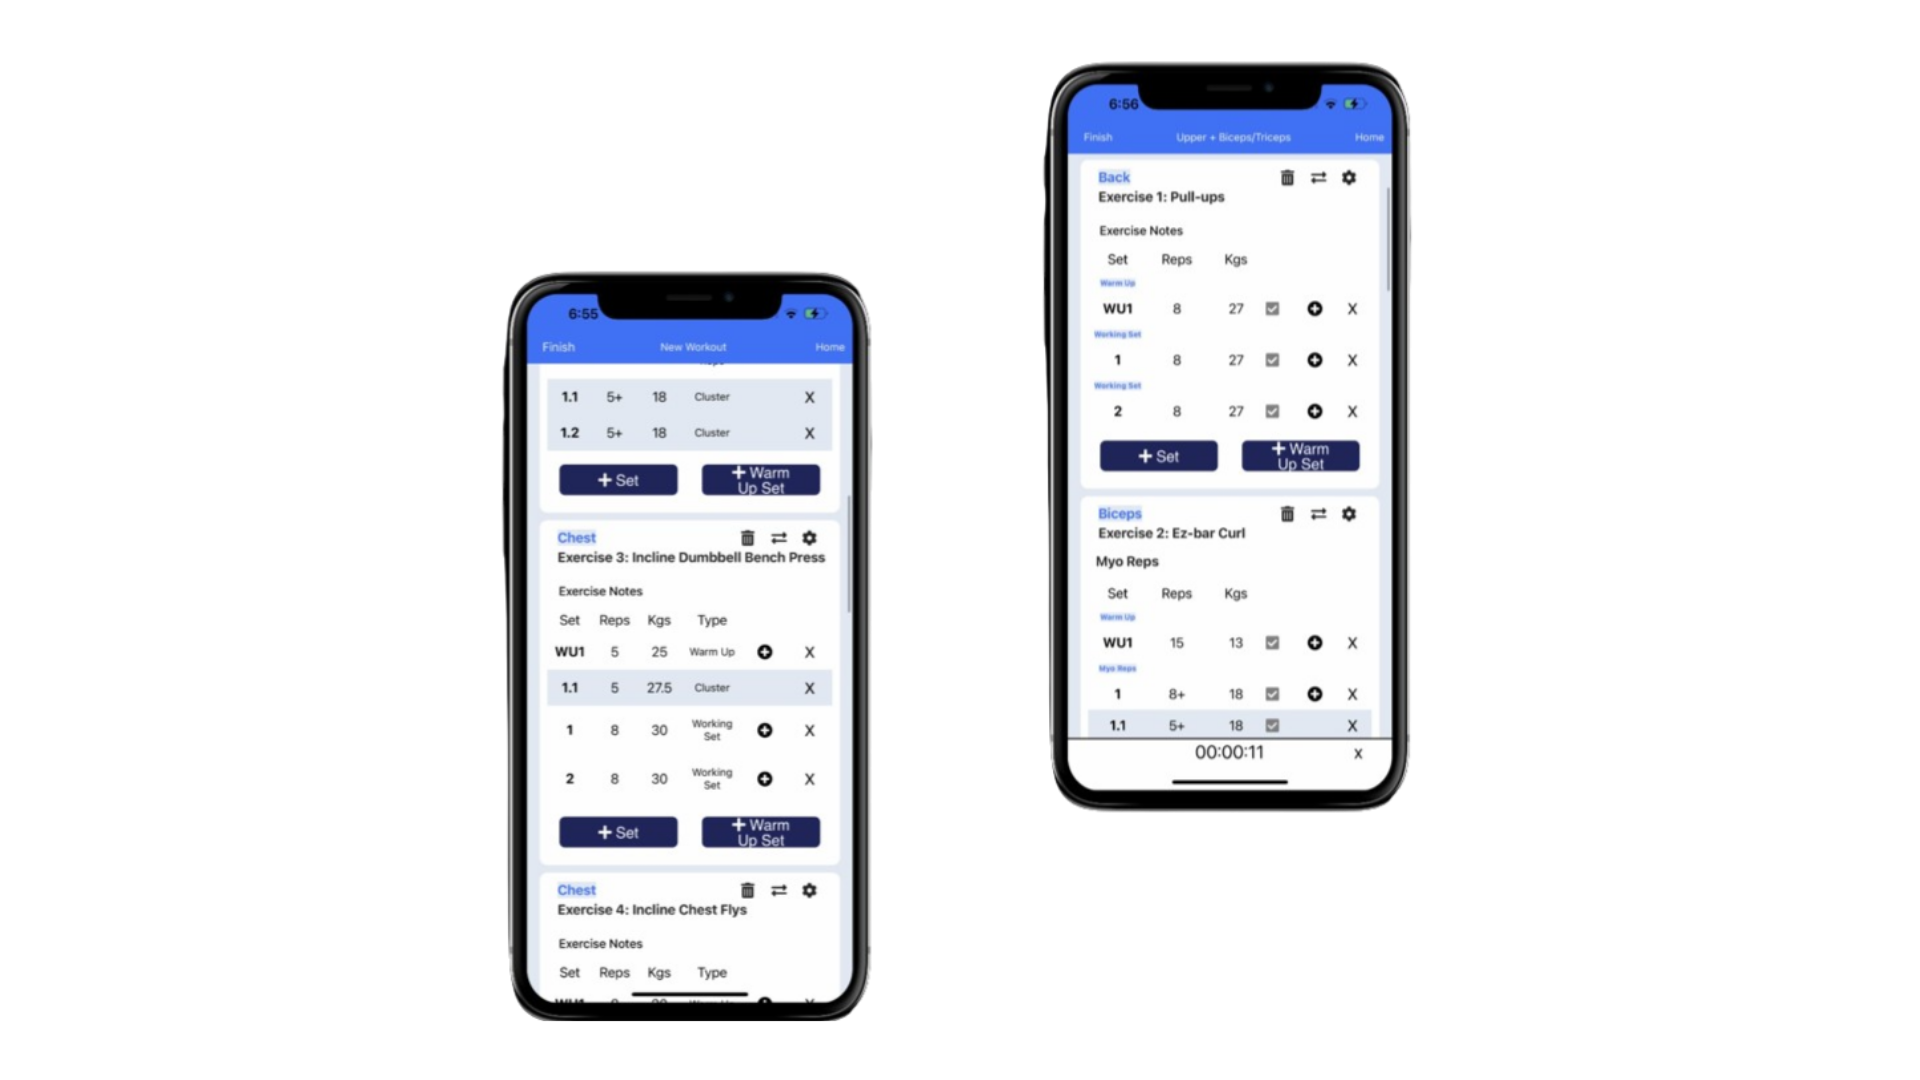 6:55
Finish New Workout Home
1.1 5+ 18 Cluster X
1.2 5+ 18 Cluster X
+ Set + Warm Up Set
Chest
Exercise 3: Incline Dumbbell Bench Press
Exercise Notes
Set Reps Kgs Type
WU1 5 25 Warm Up X
1.1 5 27.5 Cluster X
1 8 30 Working Set X
2 8 30 Working Set X
+ Set + Warm Up Set
Chest
Exercise 4: Incline Chest Flys
Exercise Notes
Set Reps Kgs Type
6:56
Finish Upper + Biceps/Triceps Home
Back
Exercise 1: Pull-ups
Exercise Notes
Set Reps Kgs
Warm Up
WU1 8 27 X
Working Set
1 8 27 X
Working Set
2 8 27 X
+ Set + Warm Up Set
Biceps
Exercise 2: Ez-bar Curl
Myo Reps
Set Reps Kgs
Warm Up
WU1 15 13 X
Myo Reps
1 8+ 18 X
1.1 5+ 18 X
00:00:11 x